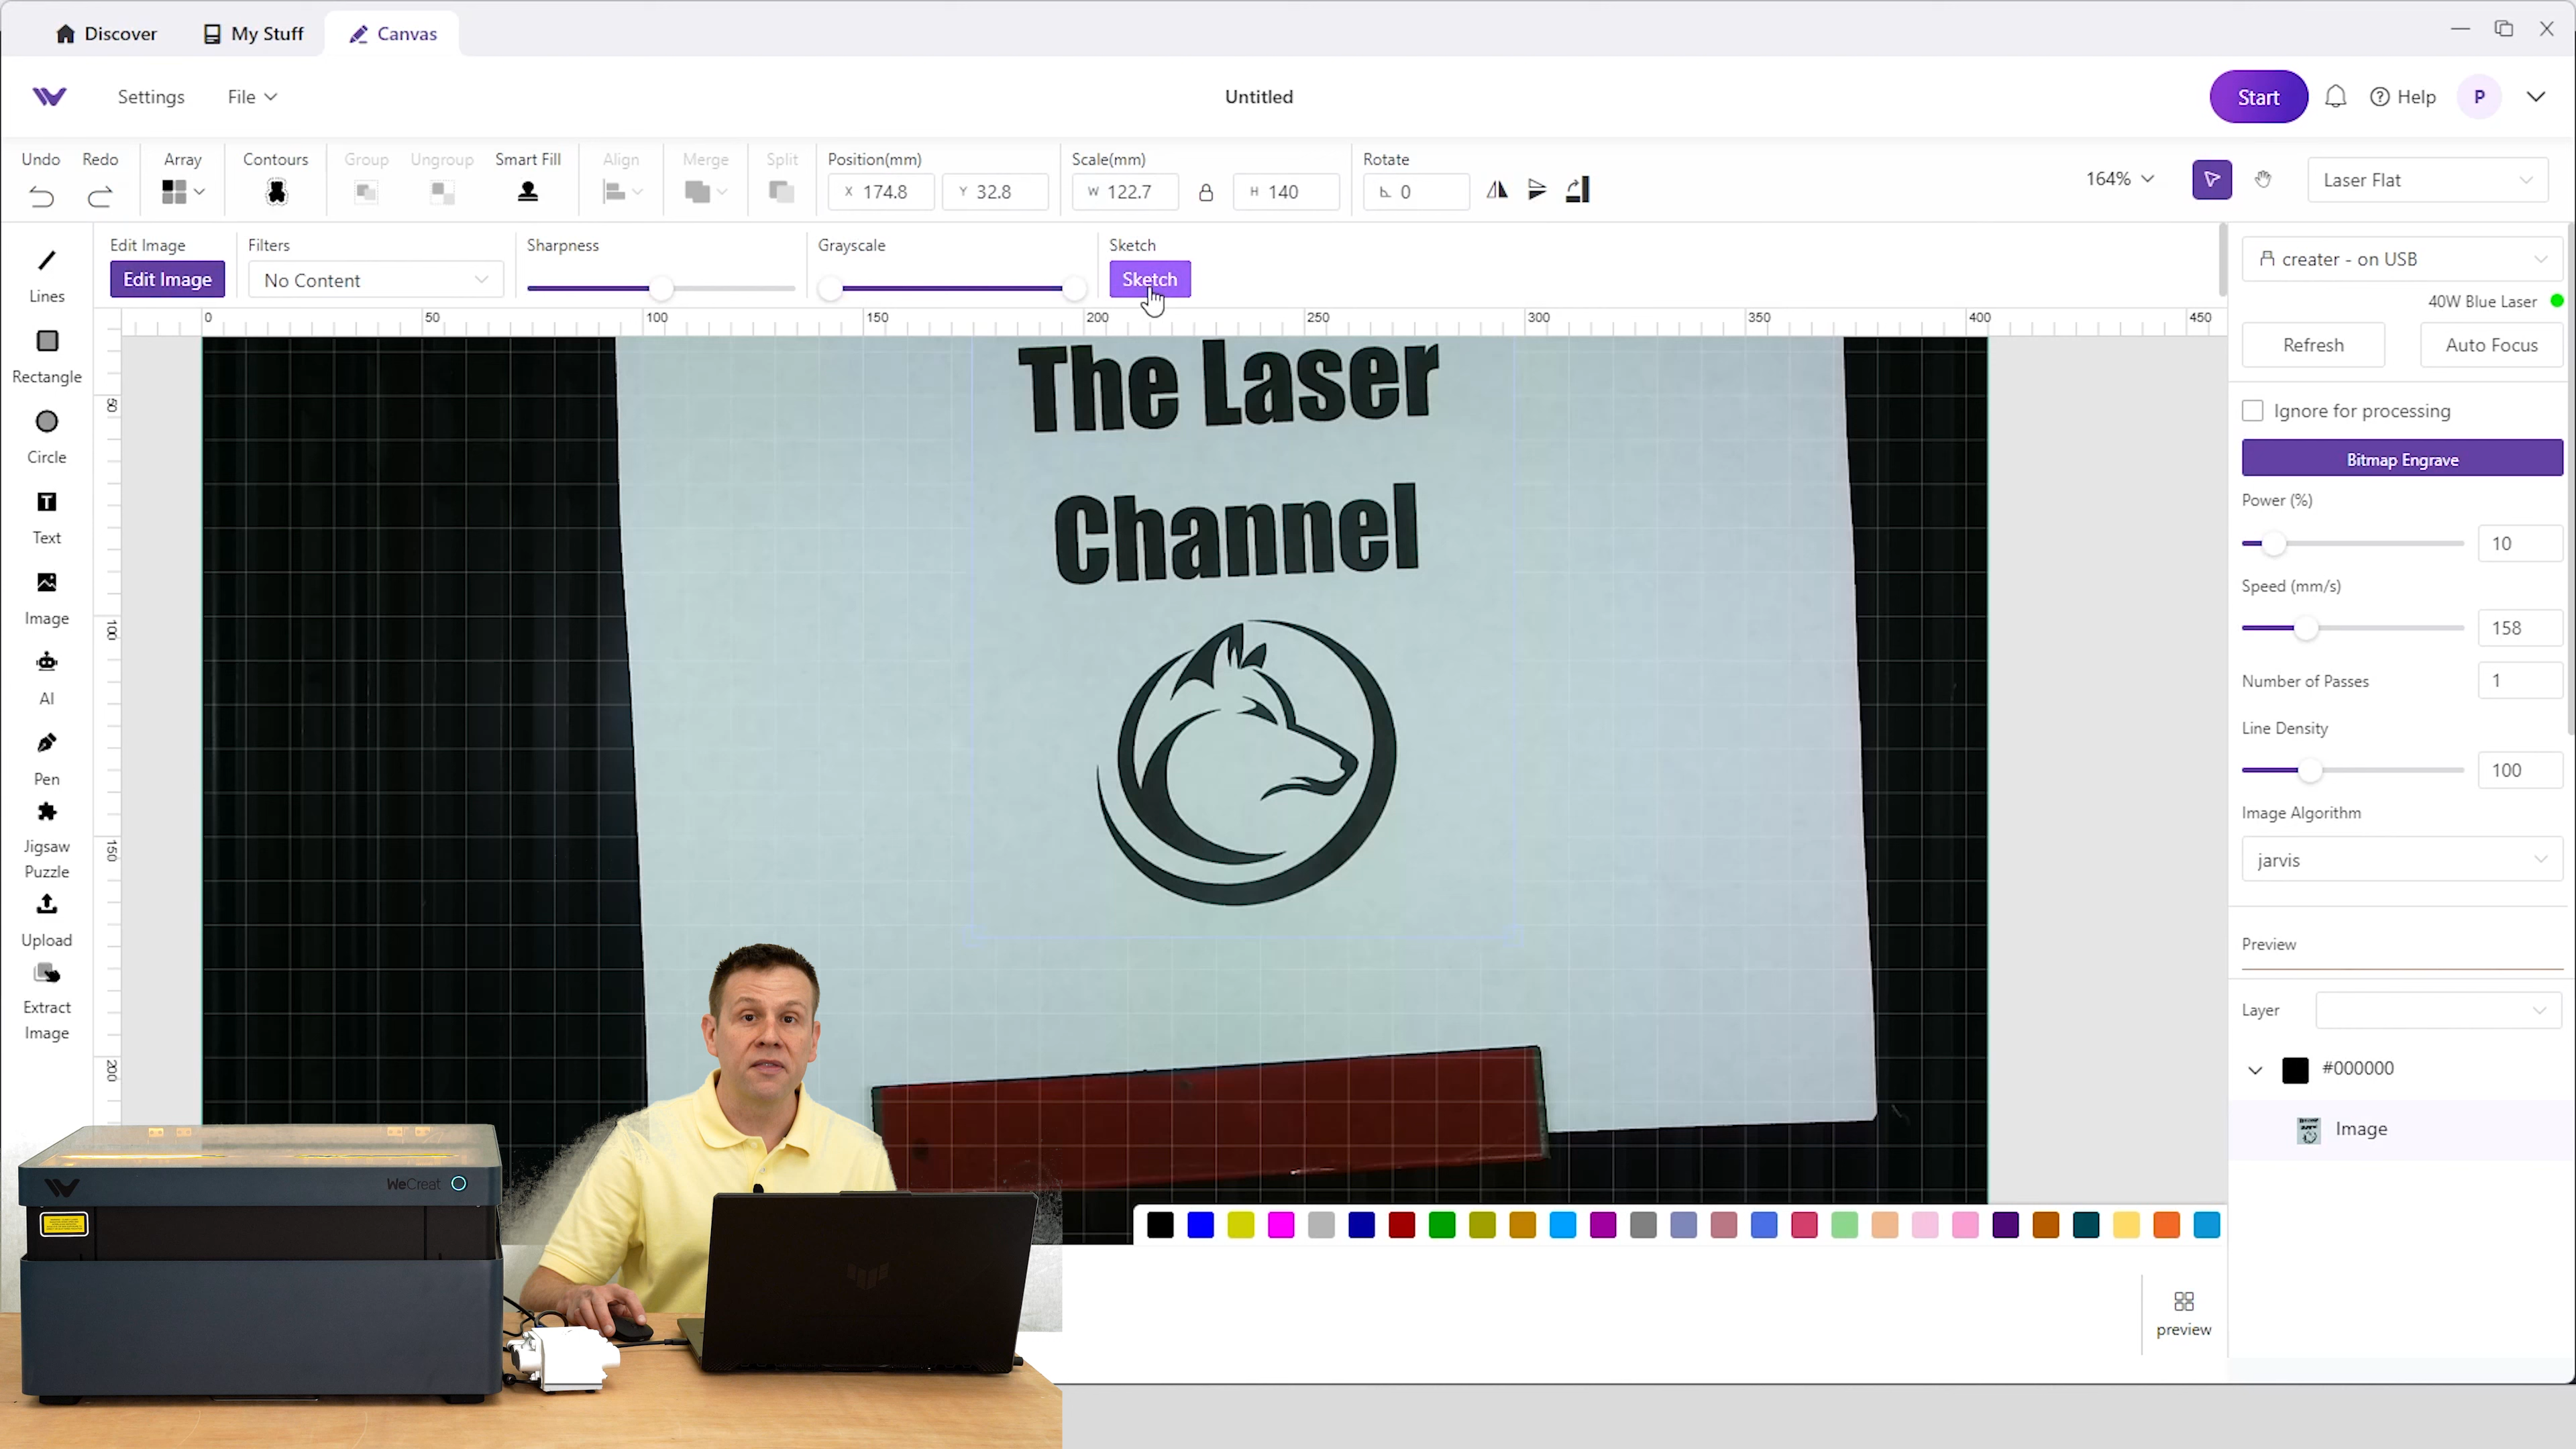 Discover
My Stuff
Canvas
Settings
File
Untitled
Start
Help
P
Undo
Redo
Array
Contours
Group
Ungroup
Smart Fill
Align
Merge
Split
Position(mm)
Scale(mm)
Rotate
X 174.8
Y 32.8
W 122.7
H 140
0
164%
Laser Flat
Edit Image
Filters
Sharpness
Grayscale
Sketch
Edit Image
No Content
Sketch
0 50 100 150 200 250 300 350 400 450
50
100
150
200
Lines
Rectangle
Circle
Text
Image
AI
Pen
Jigsaw
Puzzle
Upload
Extract
Image
The Laser
Channel
creater - on USB
40W Blue Laser
Refresh
Auto Focus
Ignore for processing
Bitmap Engrave
Power (%)
10
Speed (mm/s)
158
Number of Passes
1
Line Density
100
Image Algorithm
jarvis
Preview
Layer
#000000
Image
preview
WeCreat